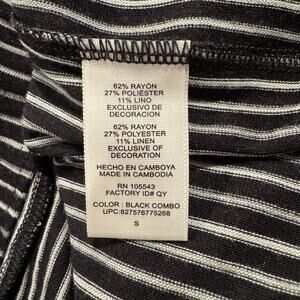 62% RAYÓN
27% POLIÉSTER
11% LINO
EXCLUSIVO DE
DECORACION
62% RAYON
27% POLYESTER
11% LINEN
EXCLUSIVE OF
DECORATION
HECHO EN CAMBOYA
MADE IN CAMBODIA
RN 105543
FACTORY ID# QY
COLOR : BLACK COMBO
UPC:827576775268
S